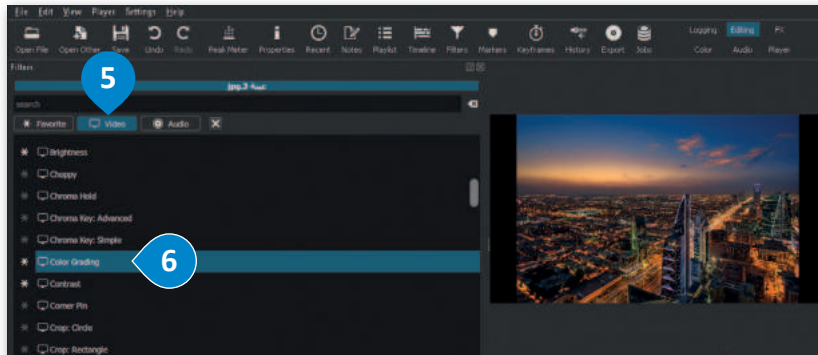 File Edit View Player Settings Help
Open File Open Other Save Undo Redo Peak Meter Properties Recent Notes Playlist Timeline Filters Markers Keyframes History Export Jobs
Logging Editing FX
Color Audio Player
Filters
5
search
Favorite Video Audio
Brightness
Choppy
Chroma Hold
Chroma Key: Advanced
Chroma Key: Simple
Color Grading 6
Contrast
Corner Pin
Crop: Circle
Crop: Rectangle